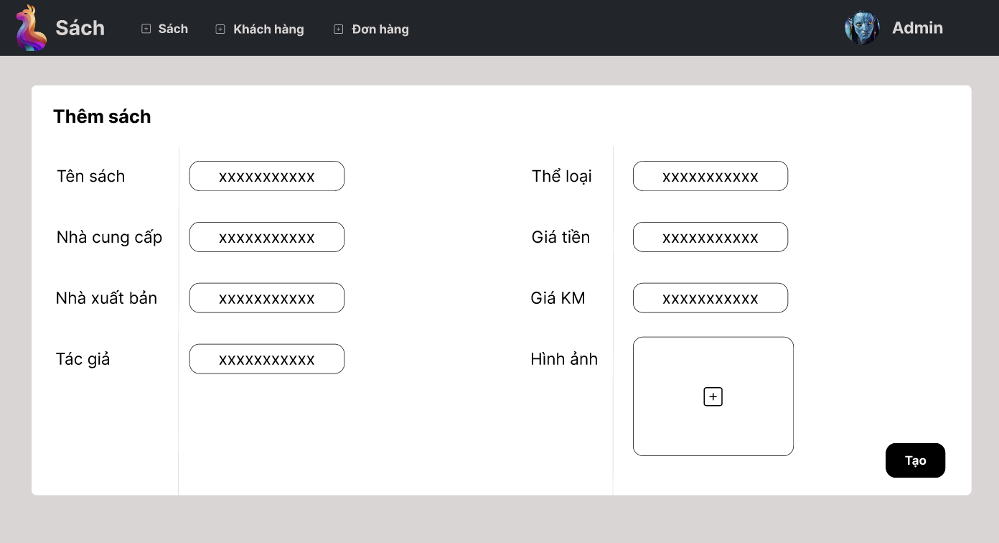 Sách
Sách
Khách hàng
Đơn hàng
Admin
Thêm sách
Tên sách
xxxxxxxxxxx
Thể loại
xxxxxxxxxxx
Nhà cung cấp
xxxxxxxxxxx
Giá tiền
xxxxxxxxxxx
Nhà xuất bản
xxxxxxxxxxx
Giá KM
xxxxxxxxxxx
Tác giả
xxxxxxxxxxx
Hình ảnh
Tạo